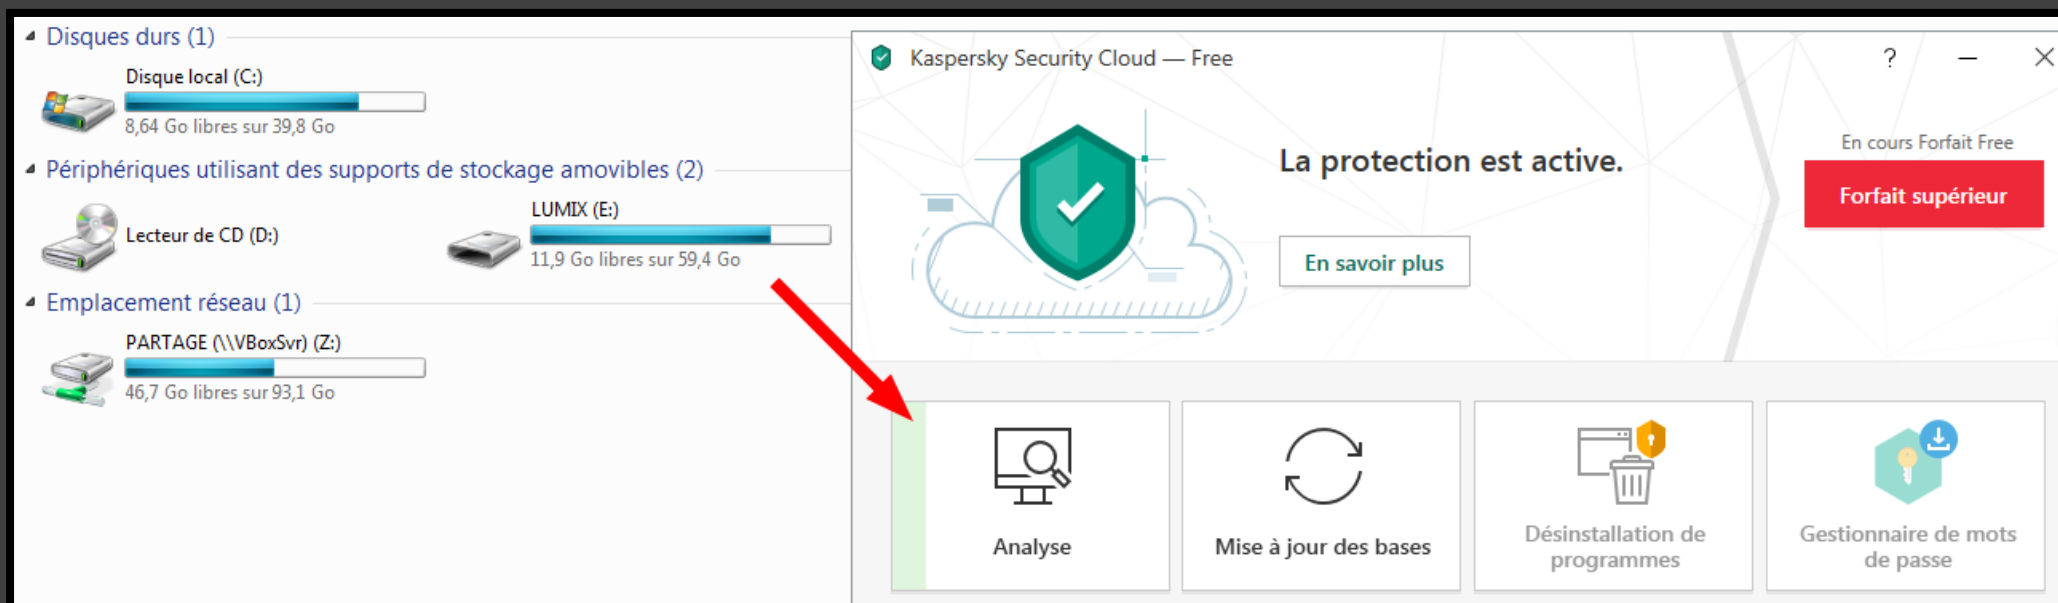 Disques durs (1)
Disque local (C:)
8,64 Go libres sur 39,8 Go
Périphériques utilisant des supports de stockage amovibles (2)
Lecteur de CD (D:)
LUMIX (E:)
11,9 Go libres sur 59,4 Go
Emplacement réseau (1)
PARTAGE (\\VBoxSvr) (Z:)
46,7 Go libres sur 93,1 Go
Kaspersky Security Cloud — Free
?
La protection est active.
En savoir plus
En cours Forfait Free
Forfait supérieur
Analyse
Mise à jour des bases
Désinstallation de
programmes
Gestionnaire de mots
de passe